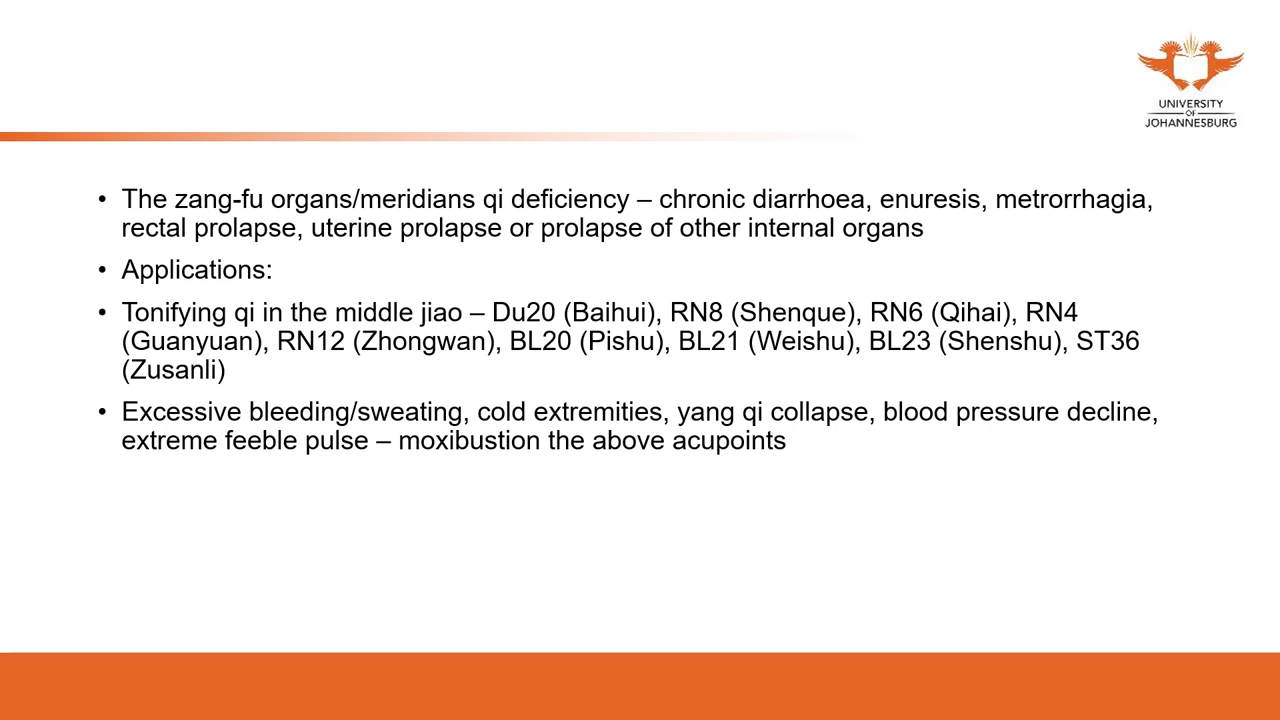 UNIVERSITY
OF
JOHANNESBURG
• The zang-fu organs/meridians qi deficiency – chronic diarrhoea, enuresis, metrorrhagia,
rectal prolapse, uterine prolapse or prolapse of other internal organs
• Applications:
• Tonifying qi in the middle jiao – Du20 (Baihui), RN8 (Shenque), RN6 (Qihai), RN4
(Guanyuan), RN12 (Zhongwan), BL20 (Pishu), BL21 (Weishu), BL23 (Shenshu), ST36
(Zusanli)
• Excessive bleeding/sweating, cold extremities, yang qi collapse, blood pressure decline,
extreme feeble pulse – moxibustion the above acupoints